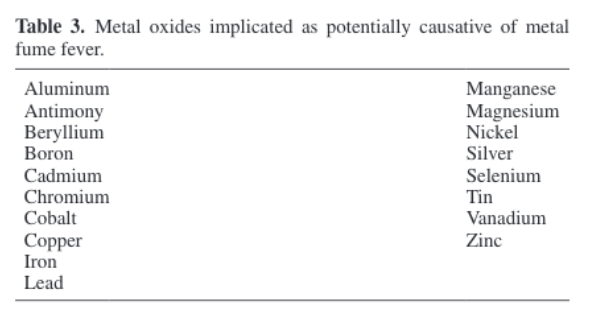 Table 3. Metal oxides implicated as potentially causative of metal
fume fever.
Aluminum
Antimony
Beryllium
Boron
Cadmium
Chromium
Cobalt
Copper
Iron
Lead
Manganese
Magnesium
Nickel
Silver
Selenium
Tin
Vanadium
Zinc